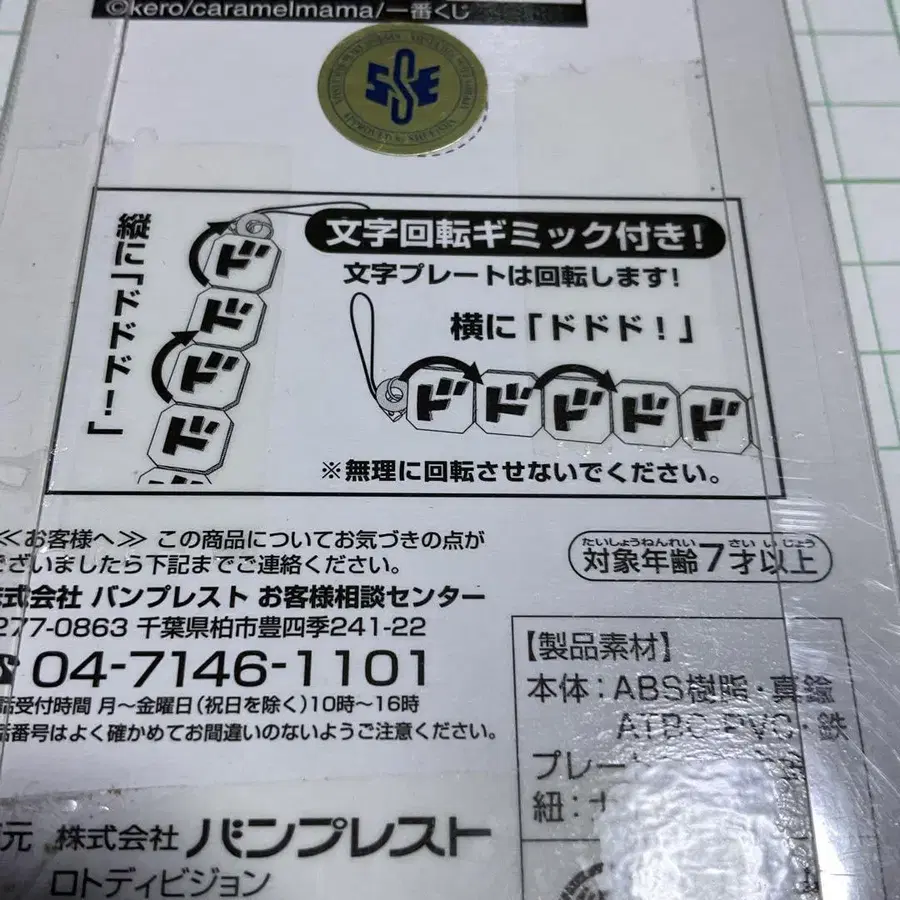 ©kero/caramelmama/一番くじ
SSE
文字回転ギミック付き!
文字プレートは回転します!
縦に「ドドド!」
ド
ド
ド
ド
横に「ドドド!」
ド ド ド ド ド
※無理に回転させないでください。
≪お客様へ≫ この商品についてお気づきの点が
ございましたら下記までご連絡ください。
式会社 バンプレスト お客様相談センター
277-0863 千葉県柏市豊四季241-22
☎ 04-7146-1101
話受付時間 月〜金曜日(祝日を除く)10時〜16時
番号はよく確かめてお間違いのないようご注意ください。
たいしょうねんれい さい いじょう
対象年齢7才以上
【製品素材】
本体:ABS樹脂・真鍮
ATBC-PVC・鉄
プレー
紐:
元 株式会社 バンプレスト
ロトディビジョン